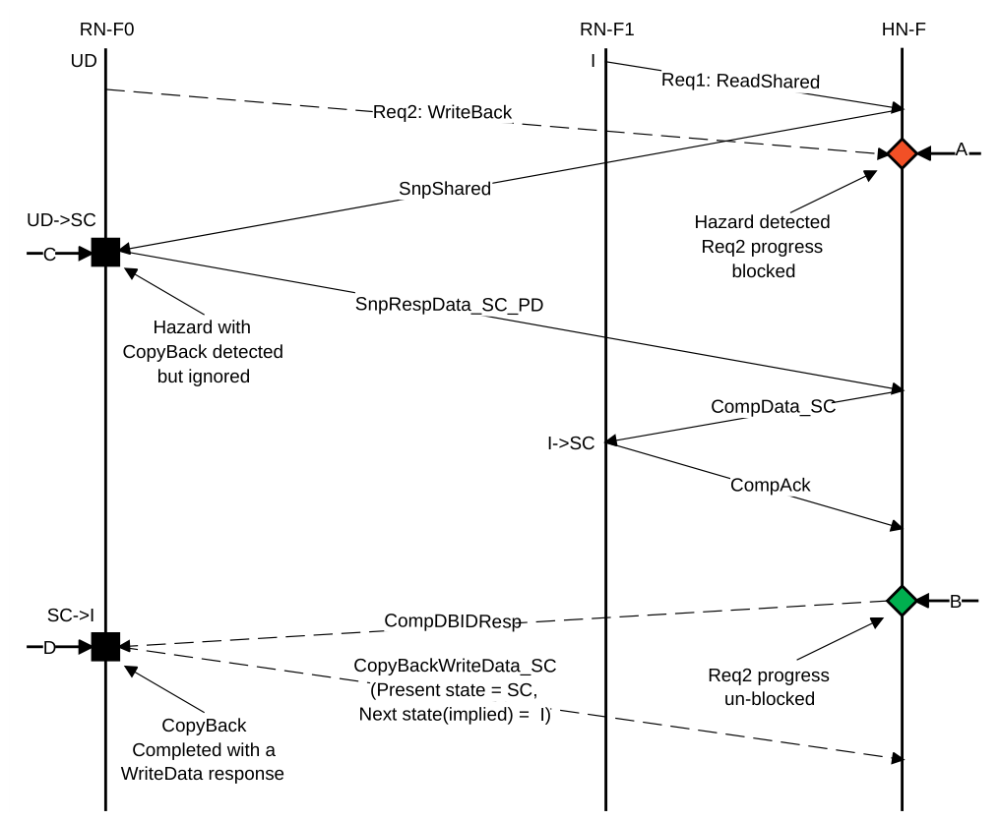 RN-F0
RN-F1
HN-F
UD
I
Req1: ReadShared
Req2: WriteBack
A
SnpShared
UD->SC
Hazard detected
Req2 progress
blocked
C
SnpRespData_SC_PD
Hazard with
CopyBack detected
but ignored
CompData_SC
I->SC
CompAck
B
SC->I
CompDBIDResp
D
CopyBackWriteData_SC
(Present state = SC,
Next state(implied) = I)
Req2 progress
un-blocked
CopyBack
Completed with a
WriteData response